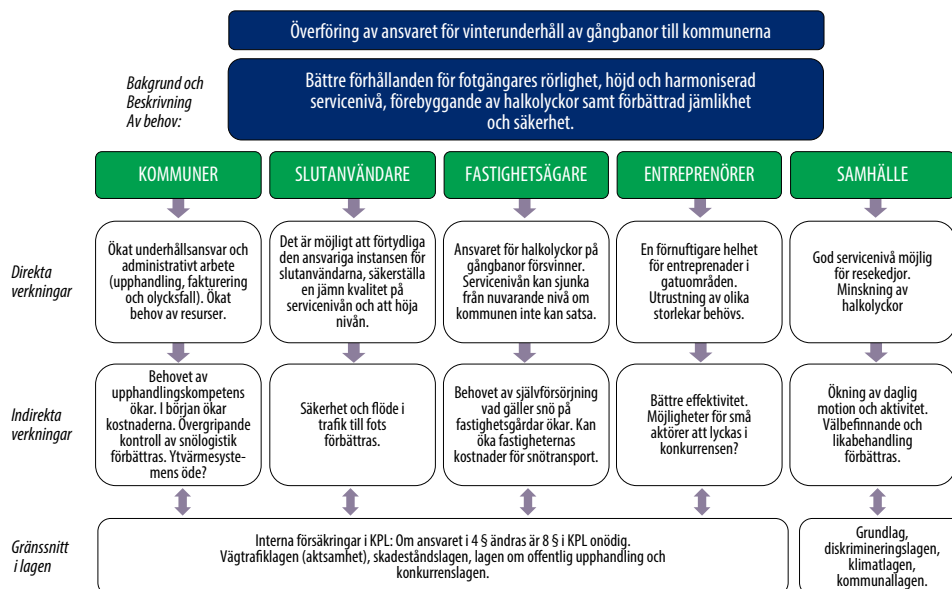 Överföring av ansvaret för vinterunderhåll av gångbanor till kommunerna
Bakgrund och
Beskrivning
Av behov:
Bättre förhållanden för fotgängares rörlighet, höjd och harmoniserad
servicenivå, förebyggande av halkolyckor samt förbättrad jämlikhet
och säkerhet.
KOMMUNER
SLUTANVÄNDARE
FASTIGHETSÄGARE
ENTREPRENÖRER
SAMHÄLLE
Direkta
verkningar
Ökat underhållsansvar och
administrativt arbete
(upphandling, fakturering
och olycksfall). Ökat
behov av resurser.
Det är möjligt att förtydliga
den ansvariga instansen för
slutanvändarna, säkerställa
en jämn kvalitet på
servicenivån och att höja
nivån.
Ansvaret för halkolyckor på
gångbanor försvinner.
Servicenivån kan sjunka
från nuvarande nivå om
kommunen inte kan satsa.
En förnuftigare helhet
för entreprenader i
gatuområden.
Utrustning av olika
storlekar behövs.
God servicenivå möjlig
för resekedjor.
Minskning av
halkolyckor
Indirekta
verkningar
Behovet av
upphandlingskompetens
ökar. I början ökar
kostnaderna. Övergripande
kontroll av snölogistik
förbättras. Ytvärmesyste-
mens öde?
Säkerhet och flöde i
trafik till fots
förbättras.
Behovet av självförsörjning
vad gäller snö på
fastighetsgårdar ökar. Kan
öka fastigheternas
kostnader för snötransport.
Bättre effektivitet.
Möjligheter för små
aktörer att lyckas i
konkurrensen?
Ökning av daglig
motion och aktivitet.
Välbefinnande och
likabehandling
förbättras.
Gränssnitt
i lagen
Interna försäkringar i KPL: Om ansvaret i 4 § ändras är 8 § i KPL onödig.
Vägtrafiklagen (aktsamhet), skadeståndslagen, lagen om offentlig upphandling och
konkurrenslagen.
Grundlag,
diskrimineringslagen,
klimatlagen,
kommunallagen.